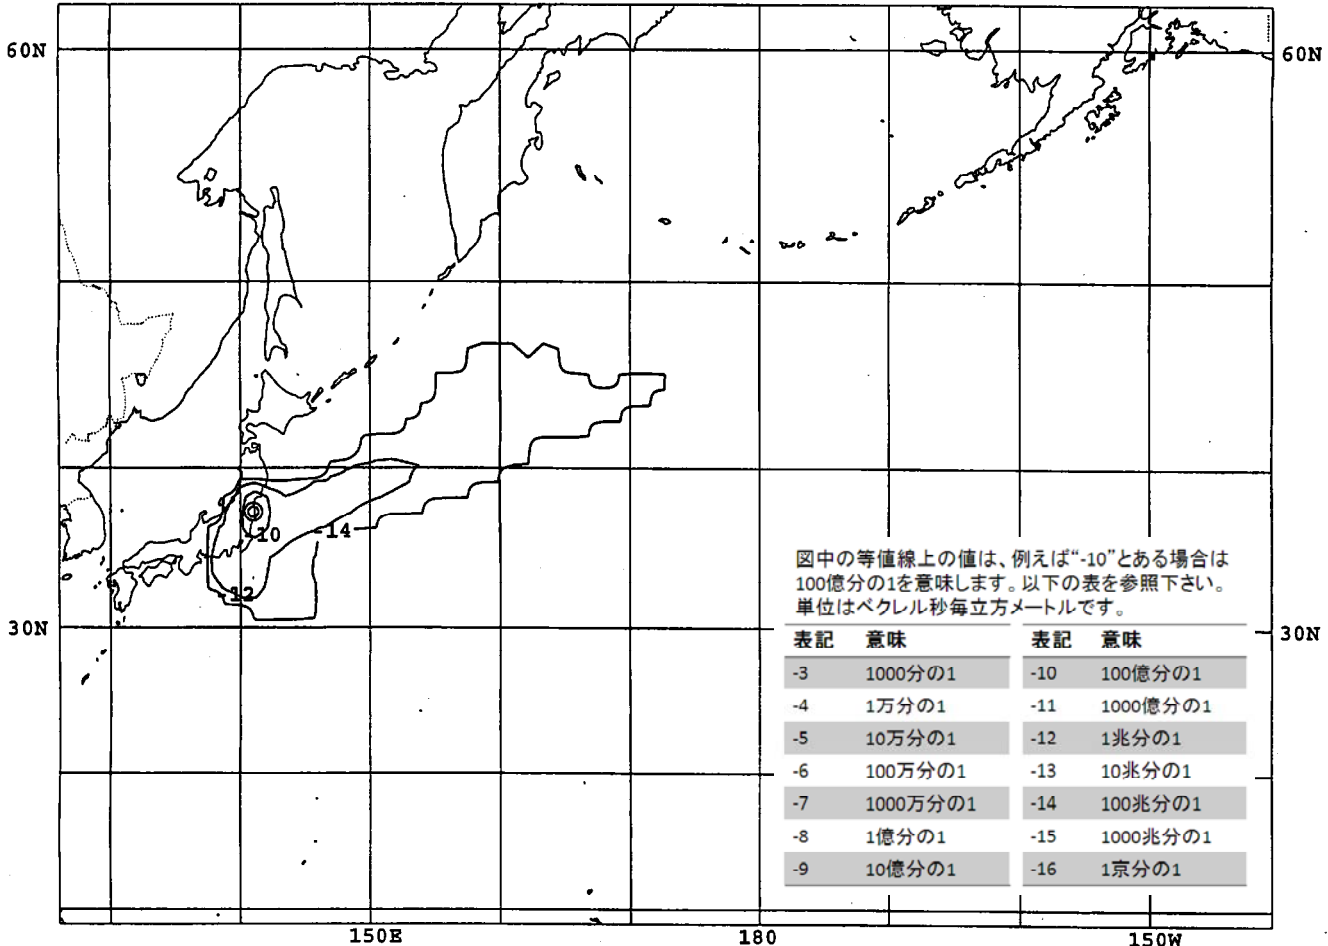 60N
60N
-10
-14
-12
図中の等値線上の値は、例えば“-10”とある場合は
100億分の1を意味します。以下の表を参照下さい。
単位はベクレル秒毎立方メートルです。
30N
30N
表記 意味 表記 意味
-3 1000分の1 -10 100億分の1
-4 1万分の1 -11 1000億分の1
-5 10万分の1 -12 1兆分の1
-6 100万分の1 -13 10兆分の1
-7 1000万分の1 -14 100兆分の1
-8 1億分の1 -15 1000兆分の1
-9 10億分の1 -16 1京分の1
150E 180 150W